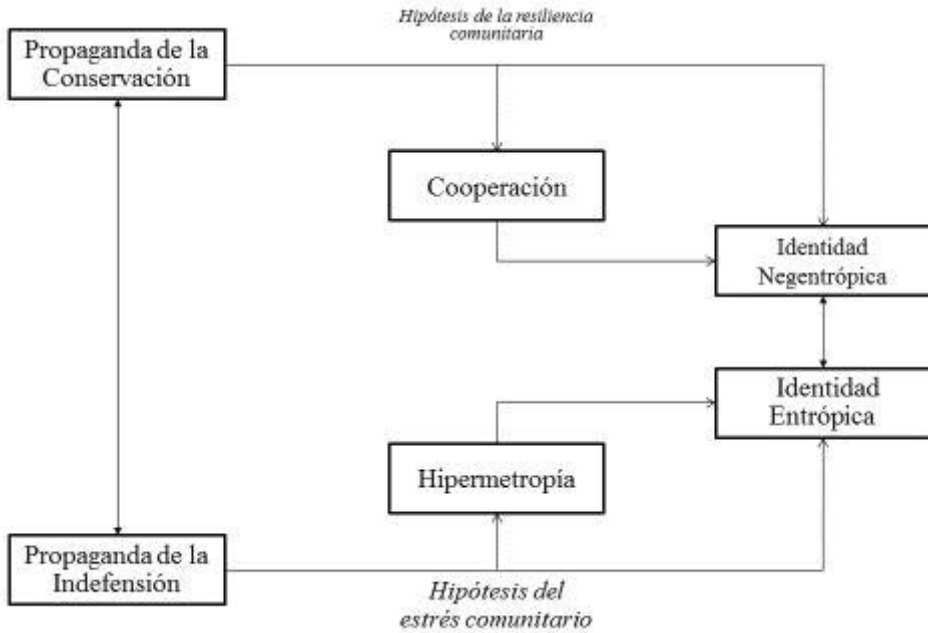 Hipótesis de la resiliencia
comunitaria
Propaganda de la
Conservación
Cooperación
Identidad
Negentrópica
Identidad
Entrópica
Hipermetropía
Propaganda de la
Indefensión
Hipótesis del
estrés comunitario